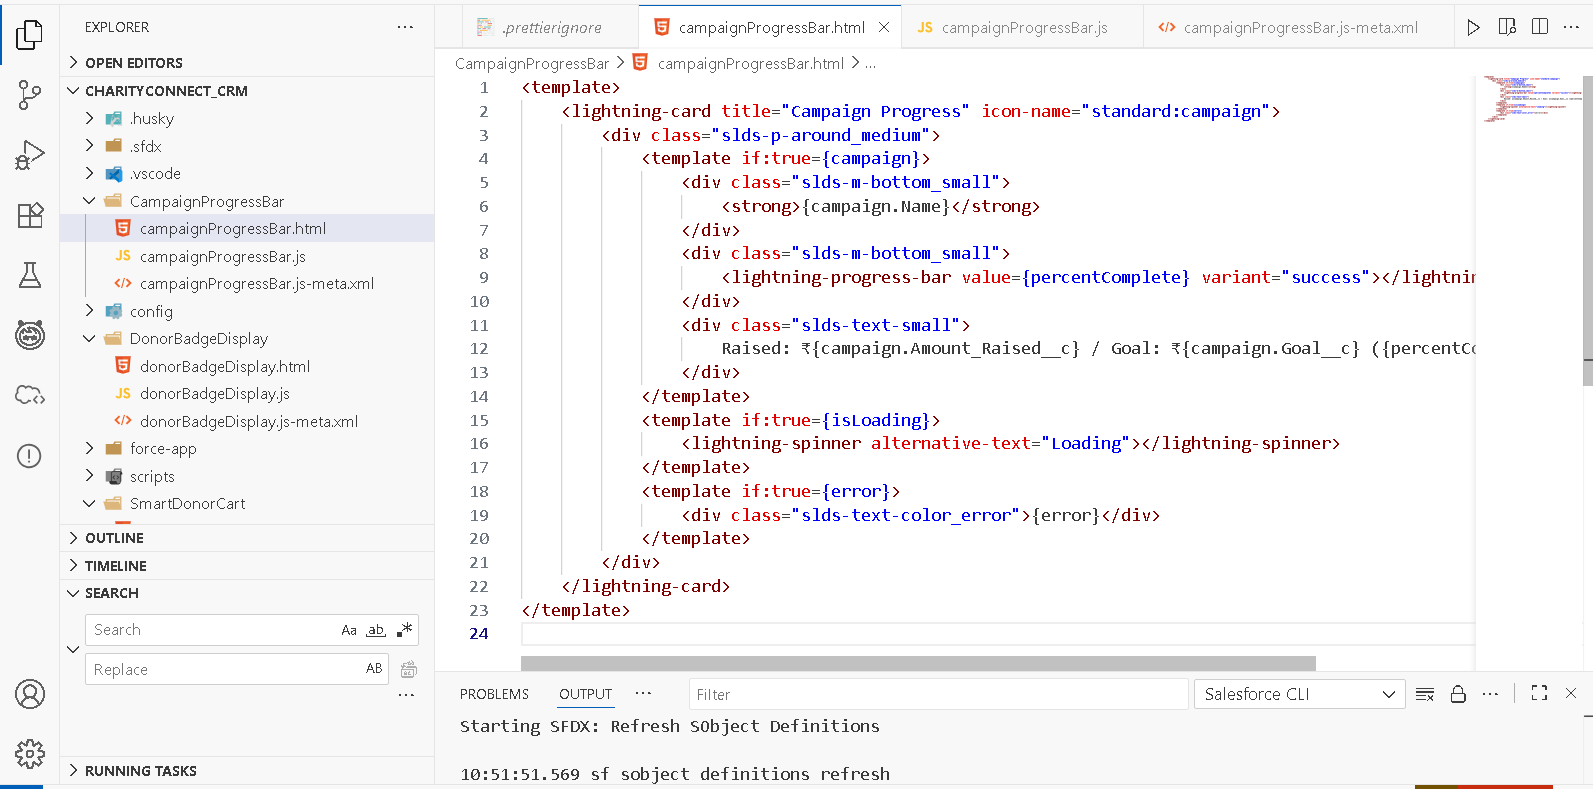 EXPLORER
OPEN EDITORS
CHARITYCONNECT_CRM
.husky
.sfdx
.vscode
CampaignProgressBar
campaignProgressBar.html
campaignProgressBar.js
campaignProgressBar.js-meta.xml
config
DonorBadgeDisplay
donorBadgeDisplay.html
donorBadgeDisplay.js
donorBadgeDisplay.js-meta.xml
force-app
scripts
SmartDonorCart
OUTLINE
TIMELINE
SEARCH
Search Aa ab .*
Replace AB
RUNNING TASKS
.prettierignore campaignProgressBar.html campaignProgressBar.js campaignProgressBar.js-meta.xml
CampaignProgressBar > campaignProgressBar.html > ...
1 <template>
2 <lightning-card title="Campaign Progress" icon-name="standard:campaign">
3 <div class="slds-p-around_medium">
4 <template if:true={campaign}>
5 <div class="slds-m-bottom_small">
6 <strong>{campaign.Name}</strong>
7 </div>
8 <div class="slds-m-bottom_small">
9 <lightning-progress-bar value={percentComplete} variant="success"></lightnin
10 </div>
11 <div class="slds-text-small">
12 Raised: ₹{campaign.Amount_Raised__c} / Goal: ₹{campaign.Goal__c} ({percentCo
13 </div>
14 </template>
15 <template if:true={isLoading}>
16 <lightning-spinner alternative-text="Loading"></lightning-spinner>
17 </template>
18 <template if:true={error}>
19 <div class="slds-text-color_error">{error}</div>
20 </template>
21 </div>
22 </lightning-card>
23 </template>
24
PROBLEMS OUTPUT ... Filter Salesforce CLI
Starting SFDX: Refresh SObject Definitions
10:51:51.569 sf sobject definitions refresh